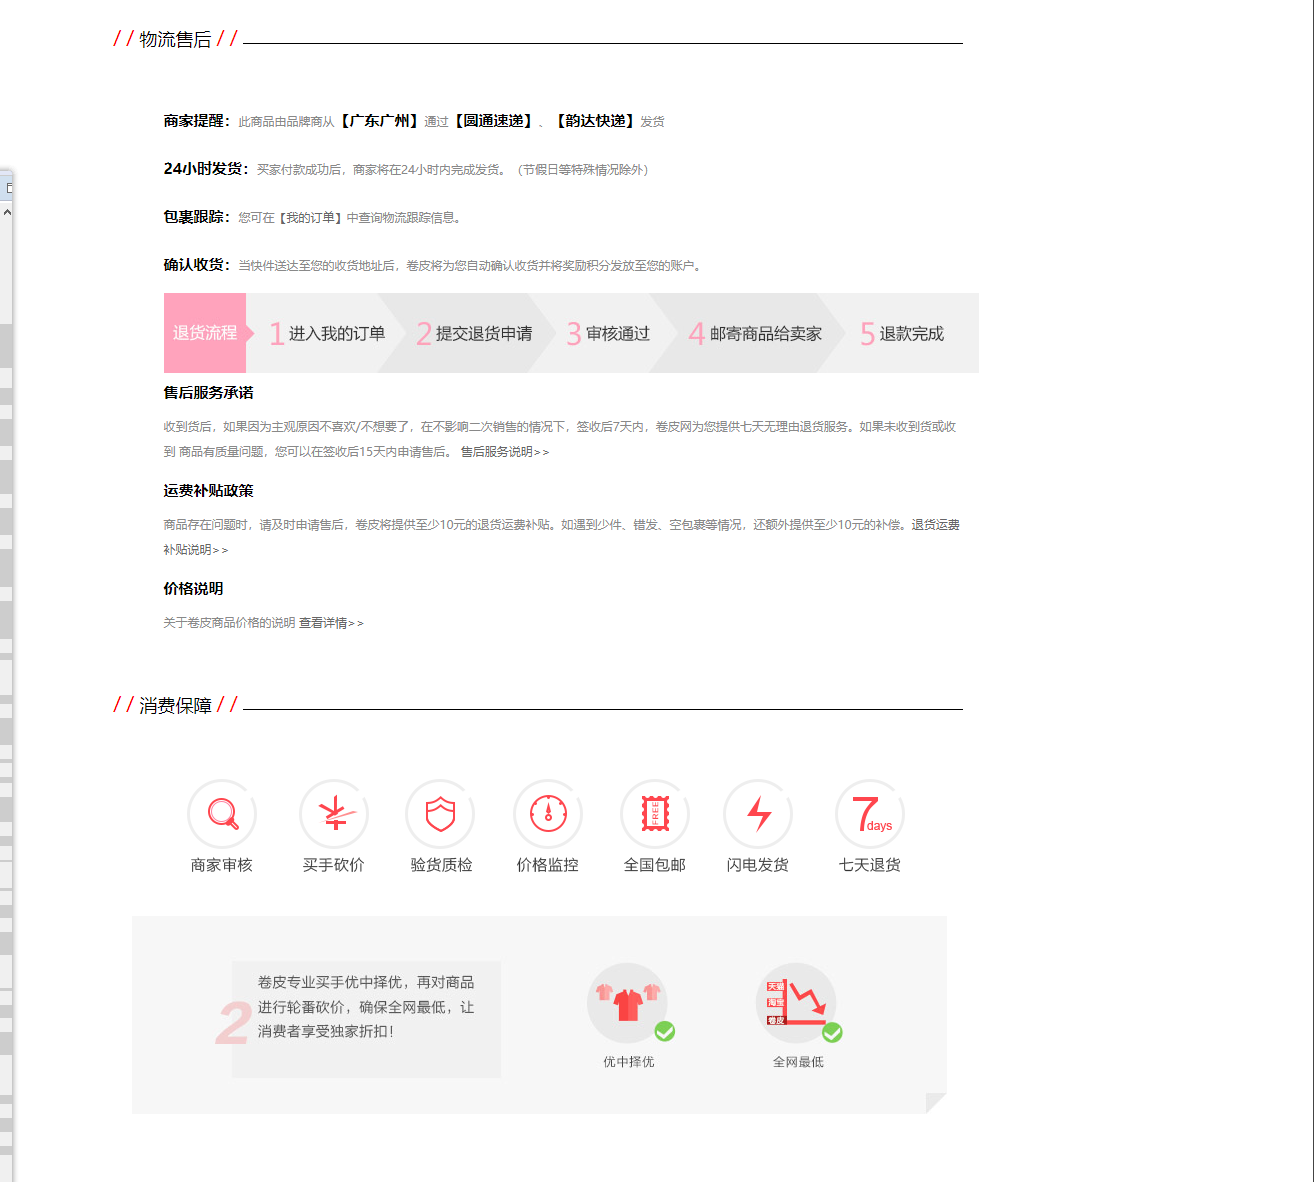 // 物流售后 //
商家提醒：此商品由品牌商从【广东广州】通过【圆通速递】、【韵达快递】发货
24小时发货：买家付款成功后，商家将在24小时内完成发货。（节假日等特殊情况除外）
包裹跟踪：您可在【我的订单】中查询物流跟踪信息。
确认收货：当快件送达至您的收货地址后，卷皮将为您自动确认收货并将奖励积分发放至您的账户。
退货流程 1 进入我的订单 2 提交退货申请 3 审核通过 4 邮寄商品给卖家 5 退款完成
售后服务承诺
收到货后，如果因为主观原因不喜欢/不想要了，在不影响二次销售的情况下，签收后7天内，卷皮网为您提供七天无理由退货服务。如果未收到货或收
到 商品有质量问题，您可以在签收后15天内申请售后。 售后服务说明>>
运费补贴政策
商品存在问题时，请及时申请售后，卷皮将提供至少10元的退货运费补贴。如遇到少件、错发、空包裹等情况，还额外提供至少10元的补偿。退货运费
补贴说明>>
价格说明
关于卷皮商品价格的说明 查看详情>>
// 消费保障 //
FREE
7days
商家审核 买手砍价 验货质检 价格监控 全国包邮 闪电发货 七天退货
2
卷皮专业买手优中择优，再对商品
进行轮番砍价，确保全网最低，让
消费者享受独家折扣！
天猫
淘宝
卷皮
优中择优 全网最低